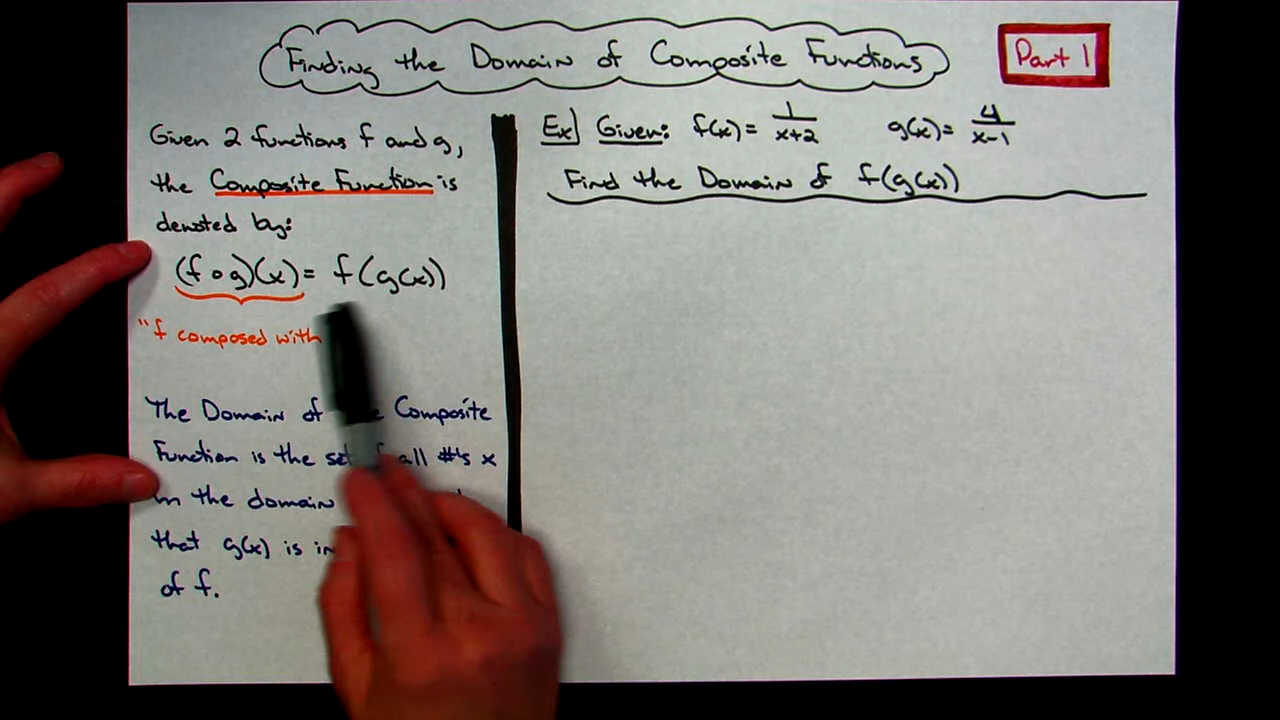 Finding the Domain of Composite Functions
Part 1
Given 2 functions f and g,
the Composite Function is
denoted by:
(f∘g)(x) = f(g(x))
"f composed with
The Domain of Composite
Function is the set all #'s x
in the domain
that g(x) is in
of f.
Ex] Given: f(x) = 1/(x+2) g(x) = 4/(x-1)
Find the Domain of f(g(x))